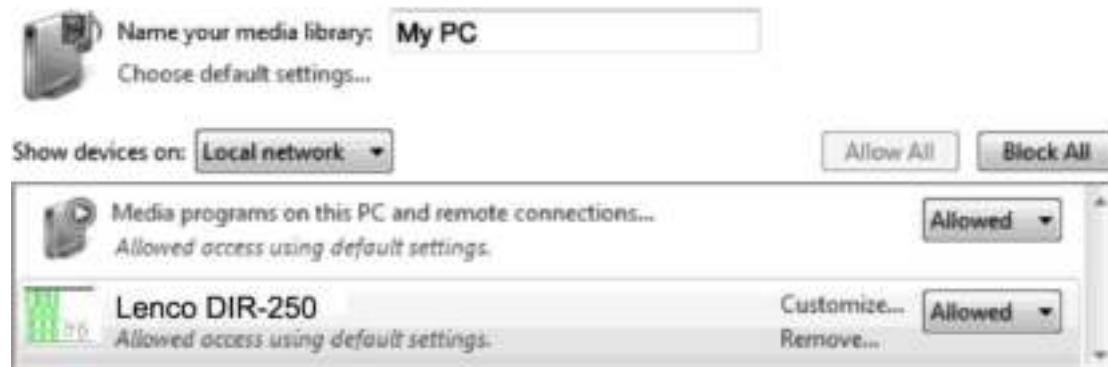 Name your media library: My PC
Choose default settings...
Show devices on: Local network Allow All Block All
Media programs on this PC and remote connections... Allowed
Allowed access using default settings.
Lenco DIR-250 Customize... Allowed
Allowed access using default settings. Remove...